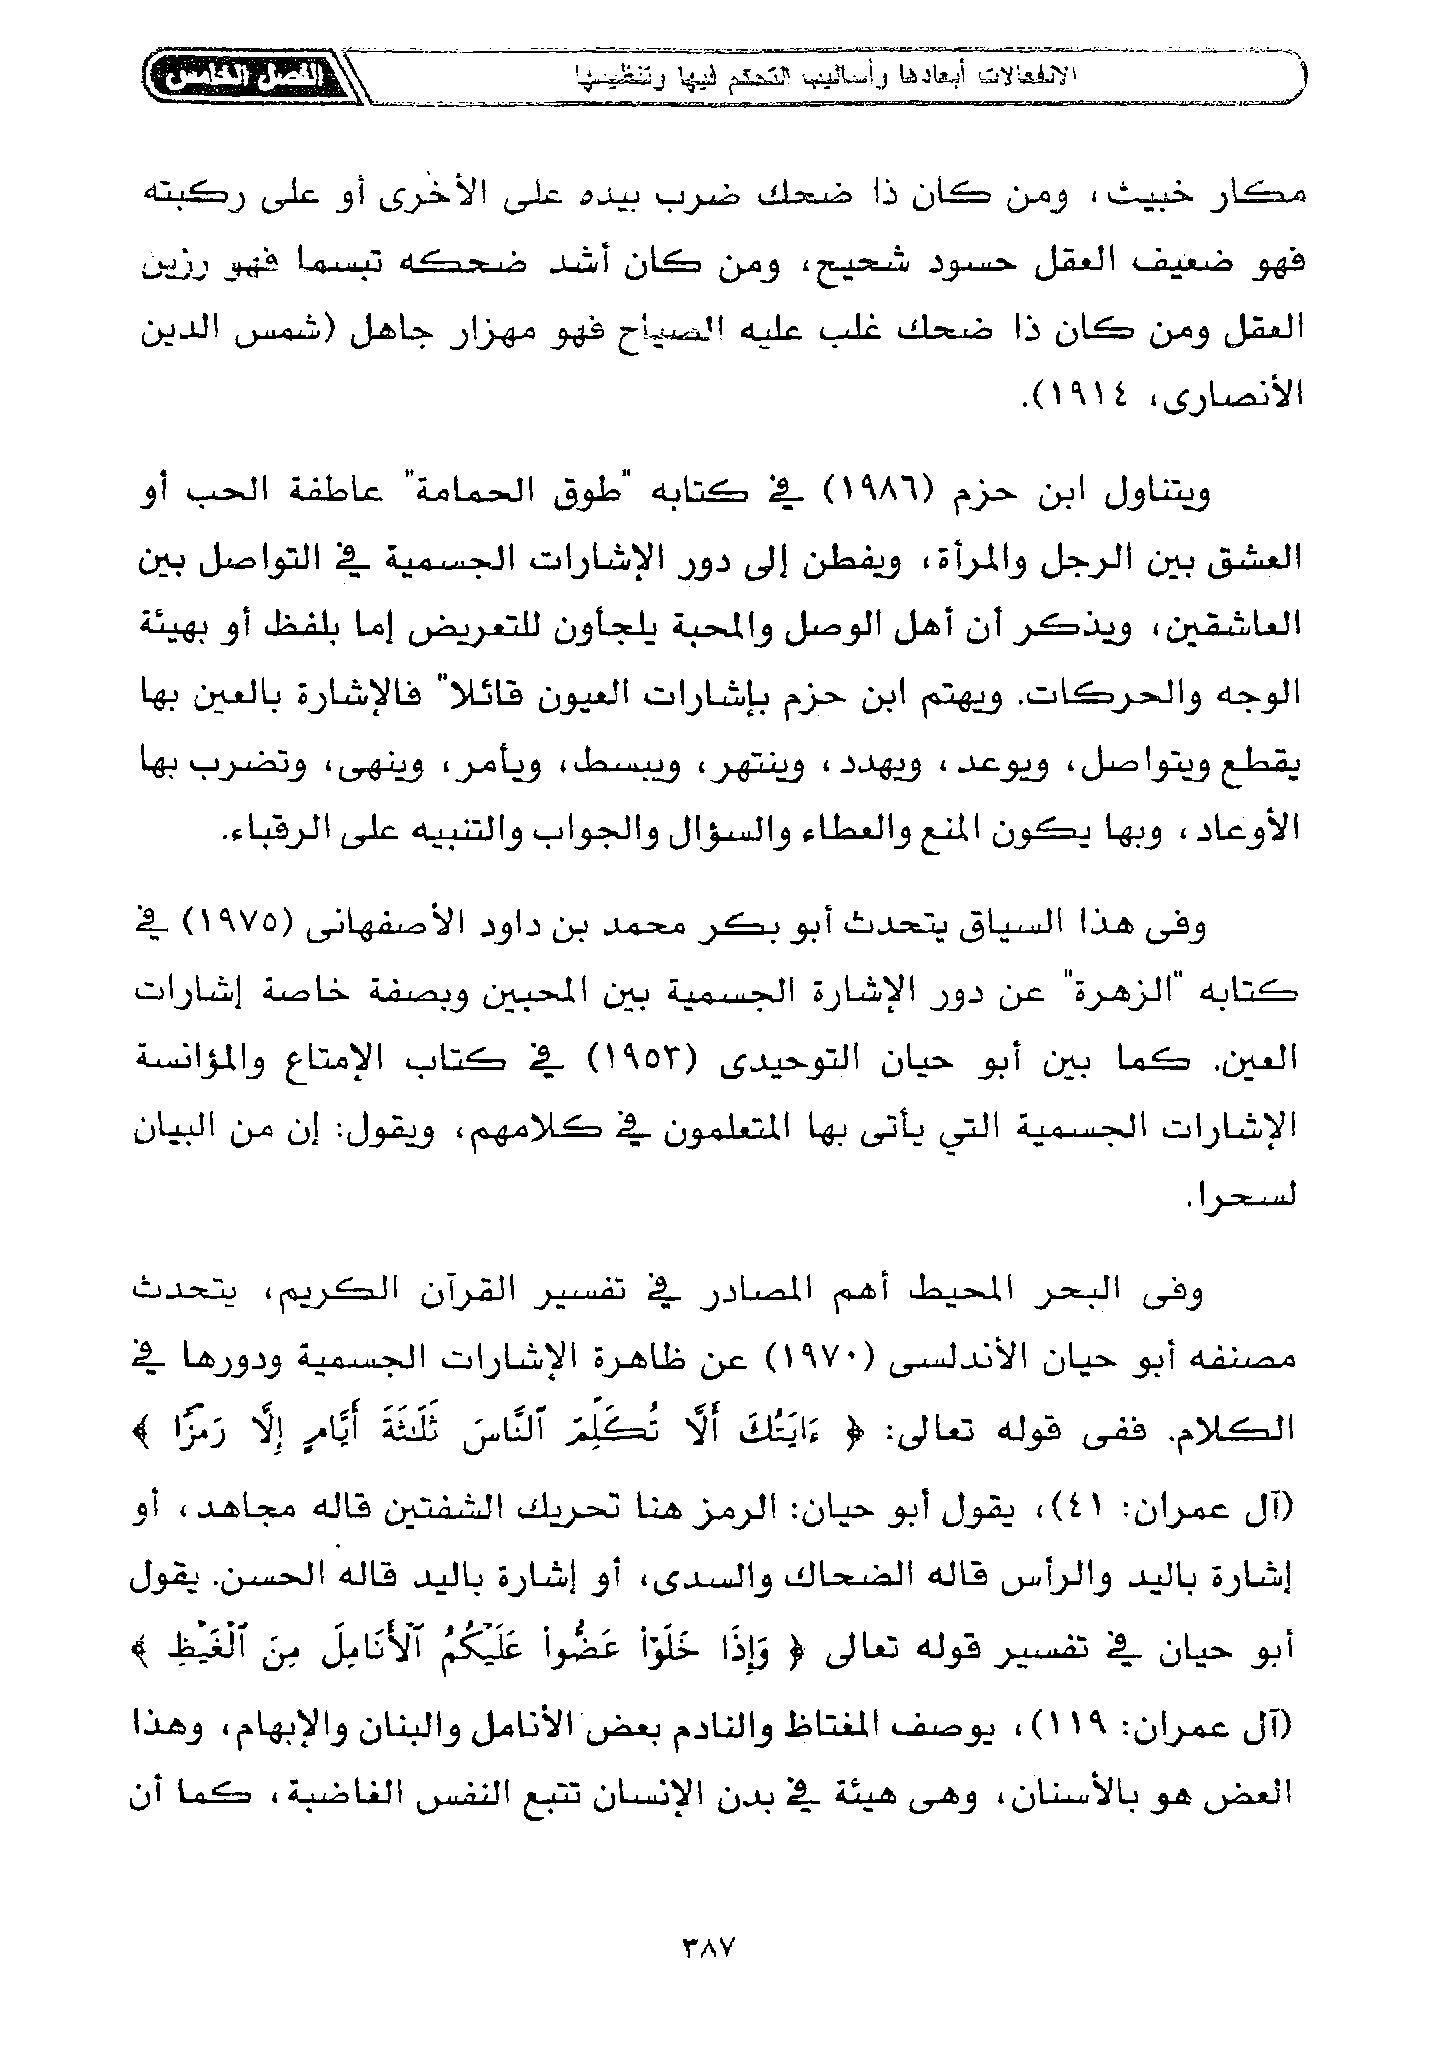 الانفعالات أبعادها وأساليب التحكم فيها وتنظيمها
الفصل الخامس
مكار خبيث، ومن كان ذا ضحك ضرب بيده على الأخرى أو على ركبته
فهو ضعيف العقل حسود شحيح، ومن كان أشد ضحكه تبسما فهو رزين
العقل ومن كان ذا ضحك غلب عليه الصياح فهو مهزار جاهل (شمس الدين
الأنصارى، ١٩١٤).
ويتناول ابن حزم (١٩٨٦) في كتابه "طوق الحمامة" عاطفة الحب أو
العشق بين الرجل والمرأة، ويفطن إلى دور الإشارات الجسمية في التواصل بين
العاشقين، ويذكر أن أهل الوصل والمحبة يلجأون للتعريض إما بلفظ أو بهيئة
الوجه والحركات. ويهتم ابن حزم بإشارات العيون قائلا" فالإشارة بالعين بها
يقطع ويتواصل، ويوعد، ويهدد، وينتهر، ويبسط، ويأمر، وينهى، وتضرب بها
الأوعاد، وبها يكون المنع والعطاء والسؤال والجواب والتنبيه على الرقباء.
وفى هذا السياق يتحدث أبو بكر محمد بن داود الأصفهانى (١٩٧٥) في
كتابه "الزهرة" عن دور الإشارة الجسمية بين المحبين وبصفة خاصة إشارات
العين. كما بين أبو حيان التوحيدى (١٩٥٣) في كتاب الإمتاع والمؤانسة
الإشارات الجسمية التي يأتى بها المتعلمون في كلامهم، ويقول: إن من البيان
لسحرا.
وفى البحر المحيط أهم المصادر في تفسير القرآن الكريم، يتحدث
مصنفه أبو حيان الأندلسى (١٩٧٠) عن ظاهرة الإشارات الجسمية ودورها في
الكلام. ففى قوله تعالى: ﴿ ءَايَتُكَ أَلَّا تُكَلِّمَ ٱلنَّاسَ ثَلَٰثَةَ أَيَّامٍ إِلَّا رَمۡزٗا ﴾
(آل عمران: ٤١)، يقول أبو حيان: الرمز هنا تحريك الشفتين قاله مجاهد، أو
إشارة باليد والرأس قاله الضحاك والسدى، أو إشارة باليد قاله الحسن. يقول
أبو حيان في تفسير قوله تعالى ﴿ وَإِذَا خَلَوۡاْ عَضُّواْ عَلَيۡكُمُ ٱلۡأَنَامِلَ مِنَ ٱلۡغَيۡظِ ﴾
(آل عمران: ١١٩)، يوصف المغتاظ والنادم بعض الأنامل والبنان والإبهام، وهذا
العض هو بالأسنان، وهى هيئة في بدن الإنسان تتبع النفس الغاضبة، كما أن
٣٨٧